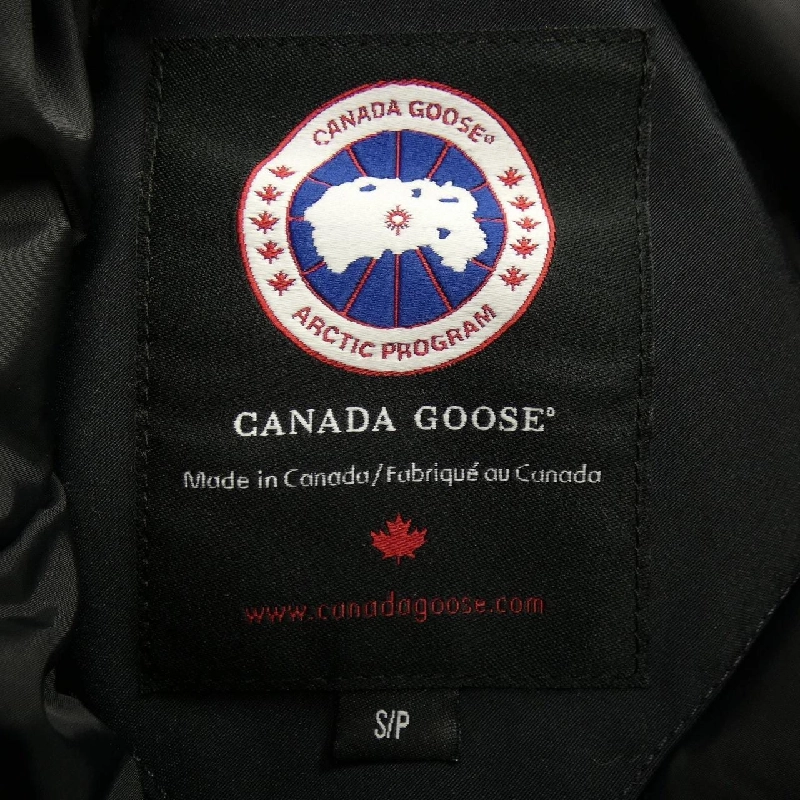 CANADA GOOSE®
ARCTIC PROGRAM
CANADA GOOSE®
Made in Canada/Fabriqué au Canada
www.canadagoose.com
S/P